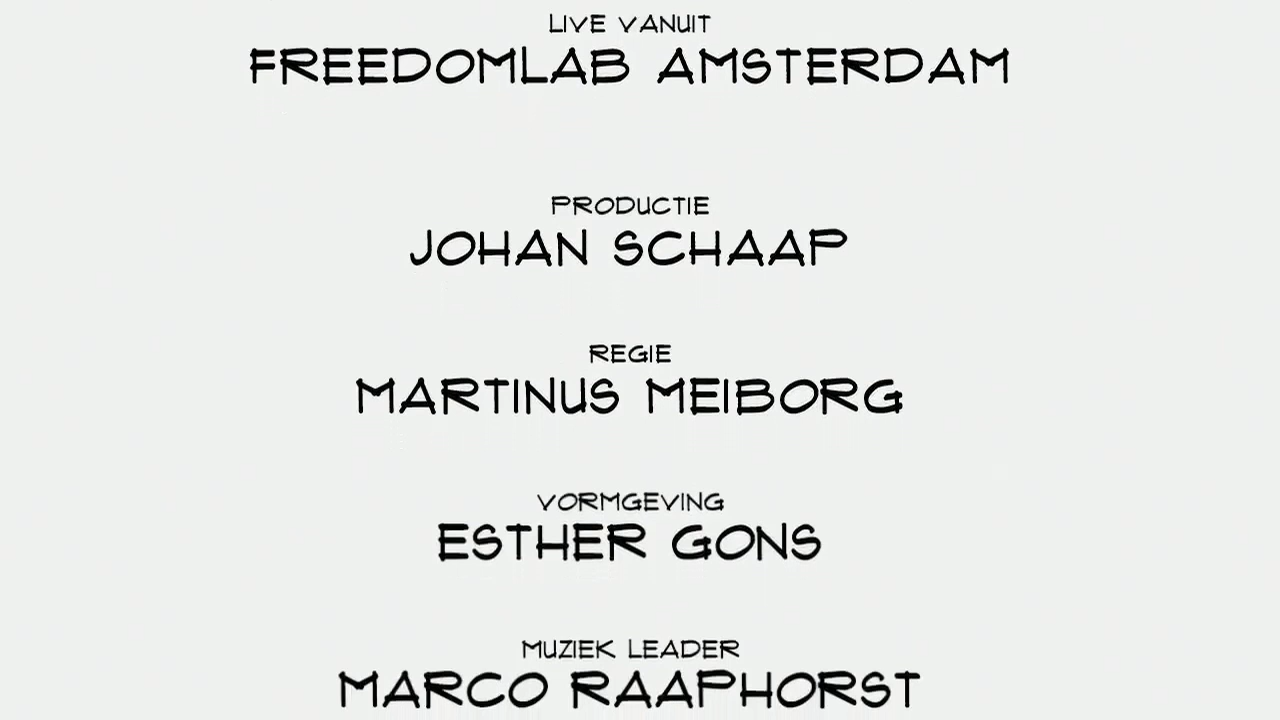 LIVE VANUIT
FREEDOMLAB AMSTERDAM
PRODUCTIE
JOHAN SCHAAP
REGIE
MARTINUS MEIBORG
VORMGEVING
ESTHER GONS
MUZIEK LEADER
MARCO RAAPHORST